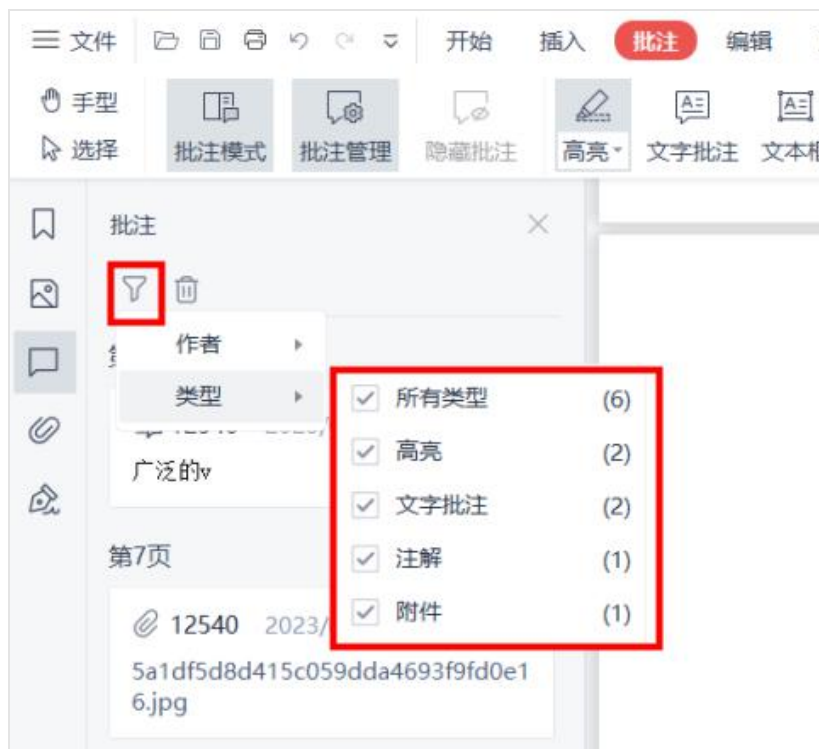 文件 开始 插入 批注 编辑
手型
选择
批注模式 批注管理 隐藏批注 高亮 文字批注 文本框
批注
作者
类型
所有类型 (6)
高亮 (2)
文字批注 (2)
注解 (1)
附件 (1)
广泛的v
第7页
12540 2023/
5a1df5d8d415c059dda4693f9fd0e1
6.jpg